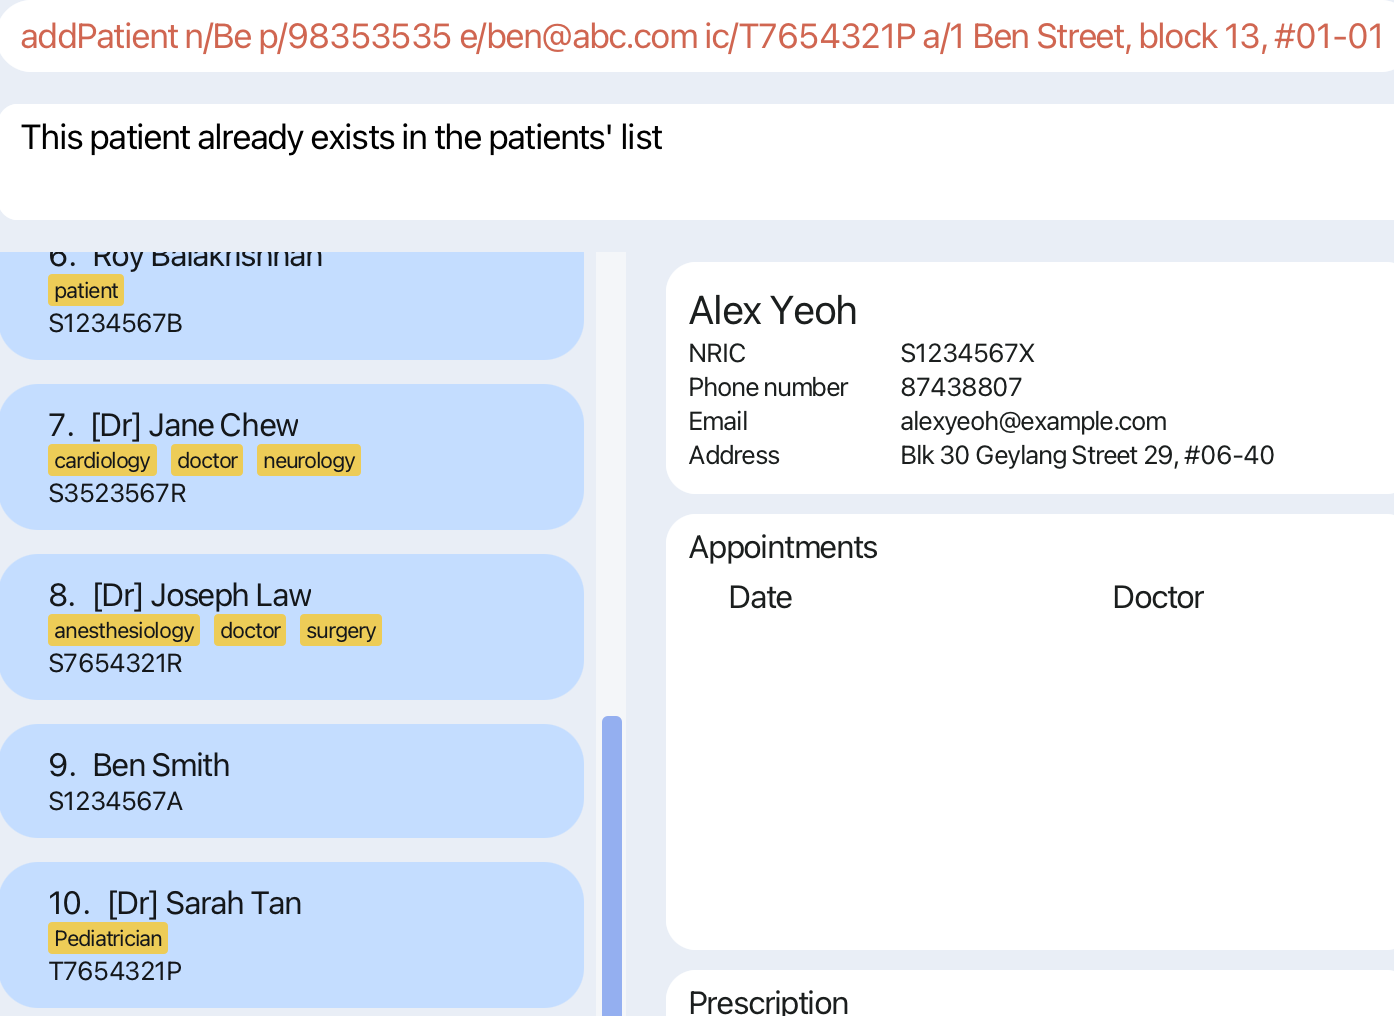 addPatient n/Be p/98353535 e/ben@abc.com ic/T7654321P a/1 Ben Street, block 13, #01-01
This patient already exists in the patients' list
6. Roy Balakrishnan
patient
S1234567B
7. [Dr] Jane Chew
cardiology doctor neurology
S3523567R
8. [Dr] Joseph Law
anesthesiology doctor surgery
S7654321R
9. Ben Smith
S1234567A
10. [Dr] Sarah Tan
Pediatrician
T7654321P
Alex Yeoh
NRIC S1234567X
Phone number 87438807
Email alexyeoh@example.com
Address Blk 30 Geylang Street 29, #06-40
Appointments
Date Doctor
Prescription